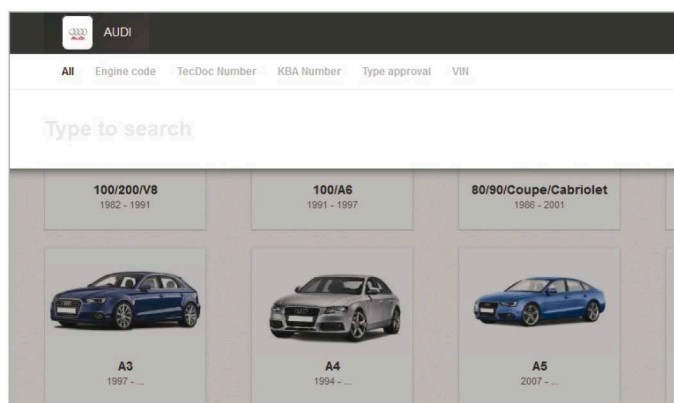 AUDI
All Engine code TecDoc Number KBA Number Type approval VIN
Type to search
100/200/V8 100/A6 80/90/Coupe/Cabriolet
1982 - 1991 1991 - 1997 1986 - 2001
A3 A4 A5
1997 - ... 1994 - ... 2007 - ...